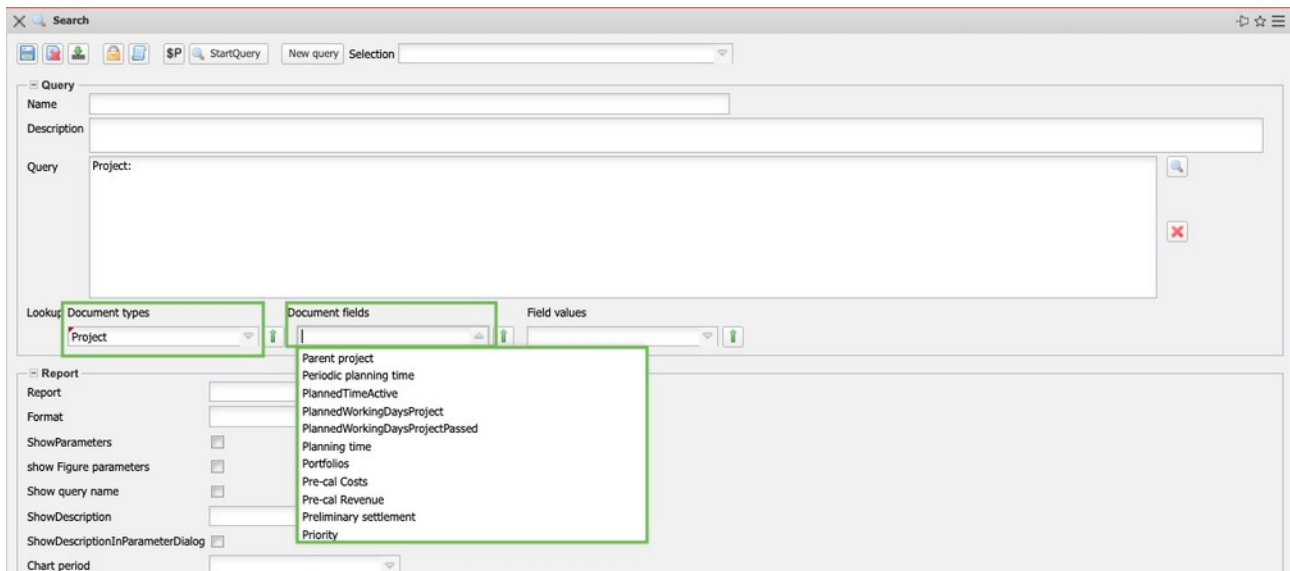 Search
$P StartQuery New query Selection
Query
Name
Description
Query Project:
Lookup Document types Document fields Field values
Project
Parent project
Periodic planning time
PlannedTimeActive
PlannedWorkingDaysProject
PlannedWorkingDaysProjectPassed
Planning time
Portfolios
Pre-cal Costs
Pre-cal Revenue
Preliminary settlement
Priority
Report
Report
Format
ShowParameters
show Figure parameters
Show query name
ShowDescription
ShowDescriptionInParameterDialog
Chart period